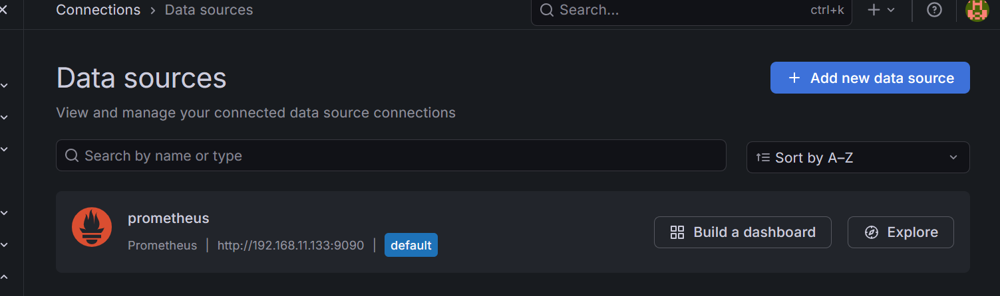 Connections > Data sources
Search... ctrl+k
Data sources
+ Add new data source
View and manage your connected data source connections
Search by name or type
Sort by A–Z
prometheus
Prometheus | http://192.168.11.133:9090 | default
Build a dashboard
Explore